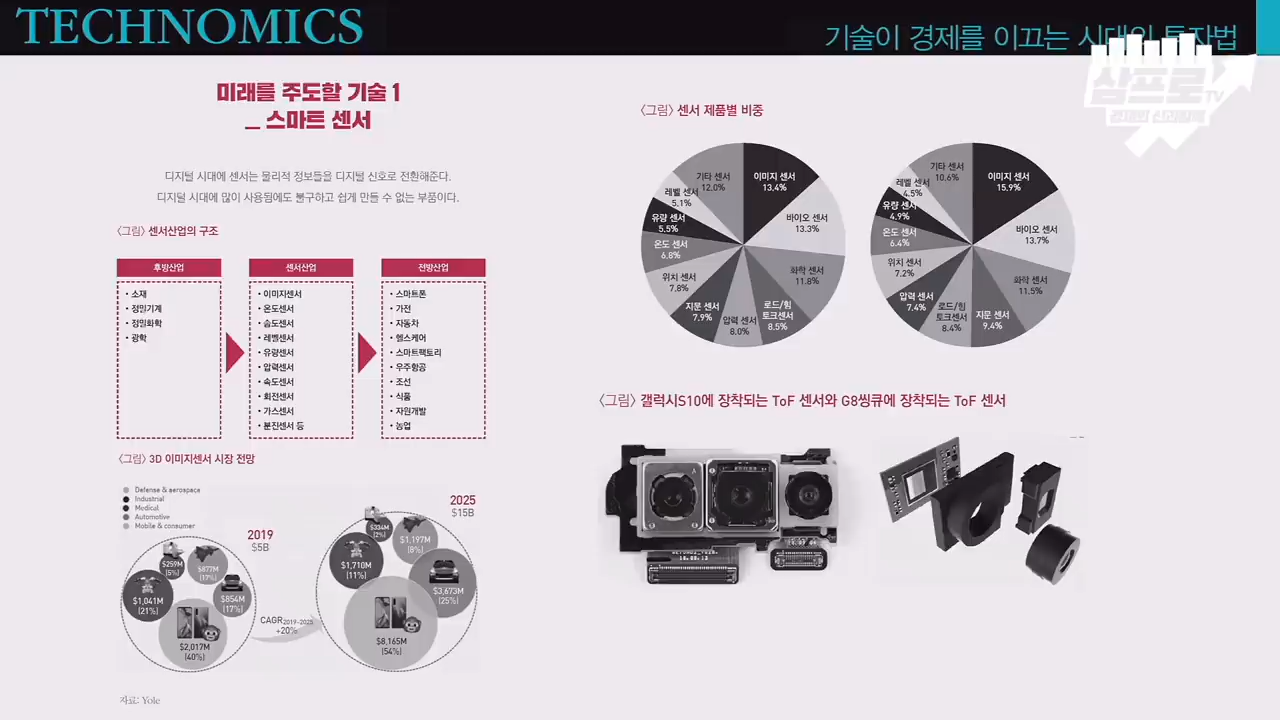 TECHNOMICS
기술이 경제를 이끄는 시대의 투자법
삼프로TV
미래를 주도할 기술 1
_ 스마트 센서
디지털 시대에 센서는 물리적 정보들을 디지털 신호로 전환해준다.
디지털 시대에 많이 사용됨에도 불구하고 쉽게 만들 수 없는 부품이다.
〈그림〉 센서산업의 구조
후방산업
• 소재
• 정밀기계
• 정밀화학
• 광학
센서산업
• 이미지센서
• 온도센서
• 습도센서
• 레벨센서
• 유량센서
• 압력센서
• 속도센서
• 회전센서
• 가스센서
• 분진센서 등
전방산업
• 스마트폰
• 가전
• 자동차
• 헬스케어
• 스마트팩토리
• 우주항공
• 조선
• 식품
• 자원개발
• 농업
〈그림〉 3D 이미지센서 시장 전망
Defense & aerospace
Industrial
Medical
Automotive
Mobile & consumer
2019
$5B
$259M
(5%)
$877M
(17%)
$1,041M
(21%)
$854M
(17%)
$2,017M
(40%)
CAGR2019-2025
+20%
2025
$15B
$334M
(2%)
$1,197M
(8%)
$1,710M
(11%)
$3,673M
(25%)
$8,165M
(54%)
자료: Yole
〈그림〉 센서 제품별 비중
이미지 센서
13.4%
바이오 센서
13.3%
화학 센서
11.8%
로드/힘
토크센서
8.5%
압력 센서
8.0%
지문 센서
7.9%
위치 센서
7.8%
온도 센서
6.8%
유량 센서
5.5%
레벨 센서
5.1%
기타 센서
12.0%
이미지 센서
15.9%
바이오 센서
13.7%
화학 센서
11.5%
지문 센서
9.4%
로드/힘
토크센서
8.4%
압력 센서
7.4%
위치 센서
7.2%
온도 센서
6.4%
유량 센서
4.9%
레벨 센서
4.5%
기타 센서
10.6%
〈그림〉 갤럭시S10에 장착되는 ToF 센서와 G8씽큐에 장착되는 ToF 센서